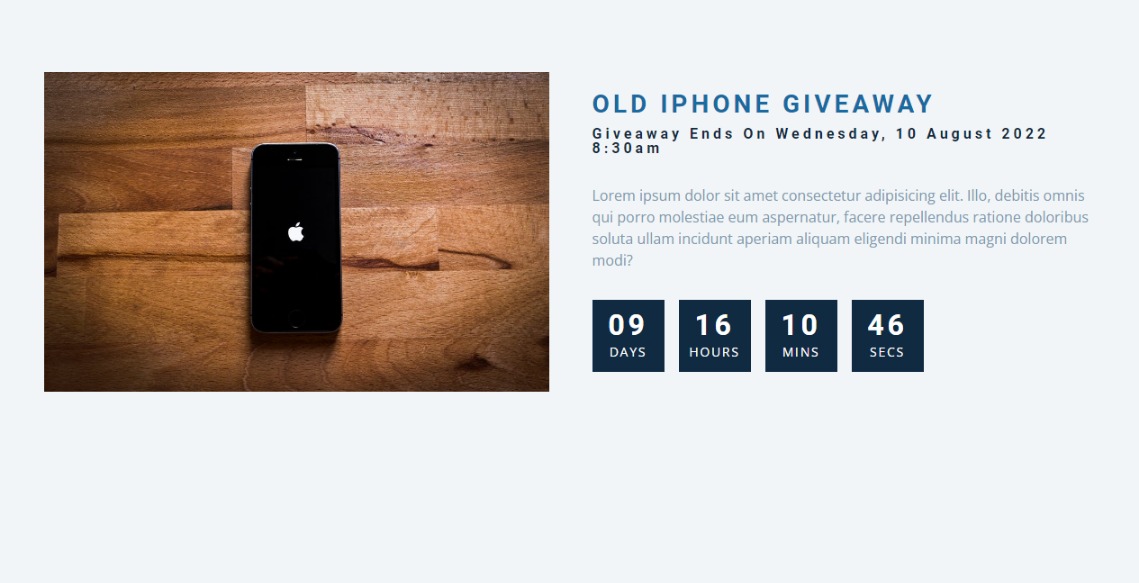 OLD IPHONE GIVEAWAY
Giveaway Ends On Wednesday, 10 August 2022
8:30am
Lorem ipsum dolor sit amet consectetur adipisicing elit. Illo, debitis omnis
qui porro molestiae eum aspernatur, facere repellendus ratione doloribus
soluta ullam incidunt aperiam aliquam eligendi minima magni dolorem
modi?
09 16 10 46
DAYS HOURS MINS SECS